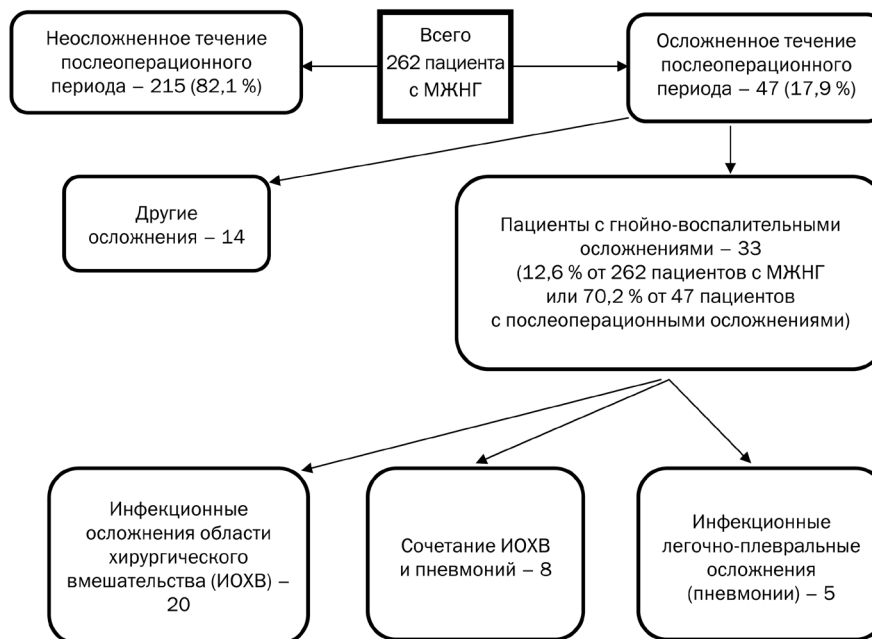 Неосложненное течение
послеоперационного
периода – 215 (82,1 %)
Всего
262 пациента
с МЖНГ
Осложненное течение
послеоперационного
периода – 47 (17,9 %)
Другие
осложнения – 14
Пациенты с гнойно-воспалительными
осложнениями – 33
(12,6 % от 262 пациентов с МЖНГ
или 70,2 % от 47 пациентов
с послеоперационными осложнениями)
Инфекционные
осложнения области
хирургического
вмешательства (ИОХВ) –
20
Сочетание ИОХВ
и пневмоний – 8
Инфекционные
легочно-плевральные
осложнения
(пневмонии) – 5